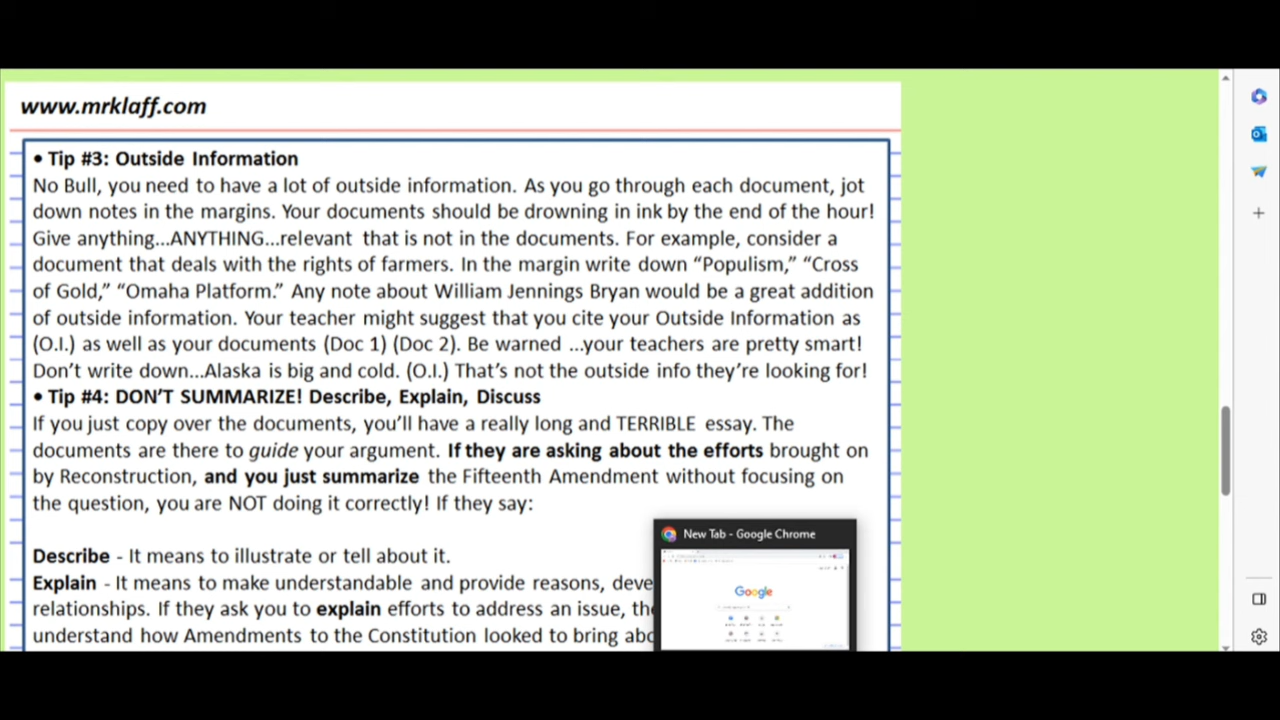 www.mrklaff.com
• Tip #3: Outside Information
No Bull, you need to have a lot of outside information. As you go through each document, jot
down notes in the margins. Your documents should be drowning in ink by the end of the hour!
Give anything...ANYTHING...relevant that is not in the documents. For example, consider a
document that deals with the rights of farmers. In the margin write down “Populism,” “Cross
of Gold,” “Omaha Platform.” Any note about William Jennings Bryan would be a great addition
of outside information. Your teacher might suggest that you cite your Outside Information as
(O.I.) as well as your documents (Doc 1) (Doc 2). Be warned ...your teachers are pretty smart!
Don’t write down...Alaska is big and cold. (O.I.) That’s not the outside info they’re looking for!
• Tip #4: DON’T SUMMARIZE! Describe, Explain, Discuss
If you just copy over the documents, you’ll have a really long and TERRIBLE essay. The
documents are there to guide your argument. If they are asking about the efforts brought on
by Reconstruction, and you just summarize the Fifteenth Amendment without focusing on
the question, you are NOT doing it correctly! If they say:
New Tab - Google Chrome
Describe - It means to illustrate or tell about it.
Explain - It means to make understandable and provide reasons, deve
Google
relationships. If they ask you to explain efforts to address an issue, the
understand how Amendments to the Constitution looked to bring abo